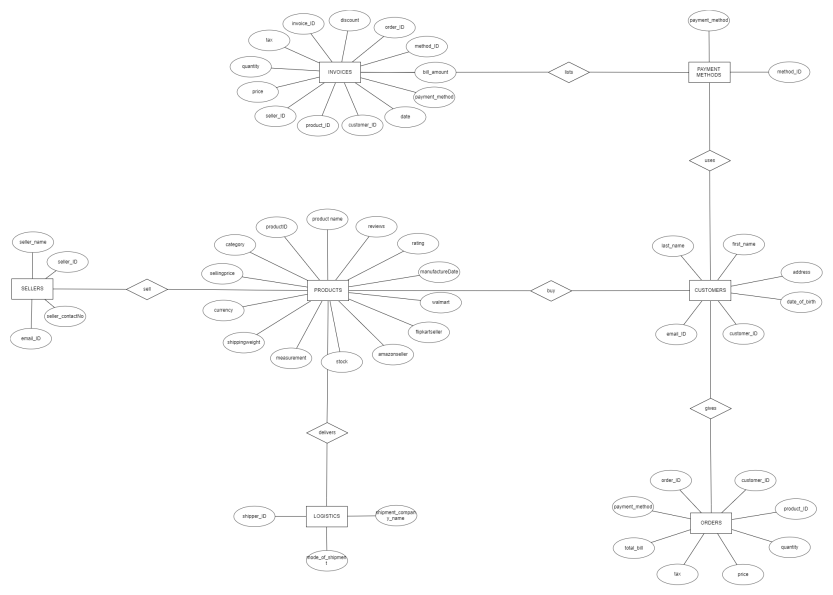 payment_method
discount
invoice_ID
order_ID
tax
method_ID
quantity
INVOICES
bill_amount
lists
PAYMENT
METHODS
method_ID
price
payment_method
seller_ID
date
product_ID
customer_ID
uses
product name
productID
reviews
seller_name
category
rating
last_name
first_name
seller_ID
sellingprice
manufactureDate
address
SELLERS
sell
PRODUCTS
buy
CUSTOMERS
walmart
date_of_birth
currency
seller_contactNo
flipkartseller
email_ID
shippingweight
email_ID
customer_ID
measurement
stock
amazonseller
gives
delivers
order_ID
customer_ID
payment_method
product_ID
shipper_ID
LOGISTICS
shipment_compan
y_name
ORDERS
total_bill
quantity
mode_of_shipmen
t
tax
price